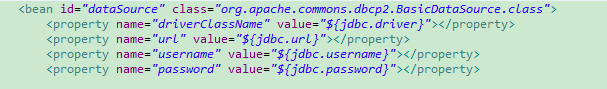 <bean id="dataSource" class="org.apache.commons.dbcp2.BasicDataSource.class">
<property name="driverClassName" value="${jdbc.driver}"></property>
<property name="url" value="${jdbc.url}"></property>
<property name="username" value="${jdbc.username}"></property>
<property name="password" value="${jdbc.password}"></property>